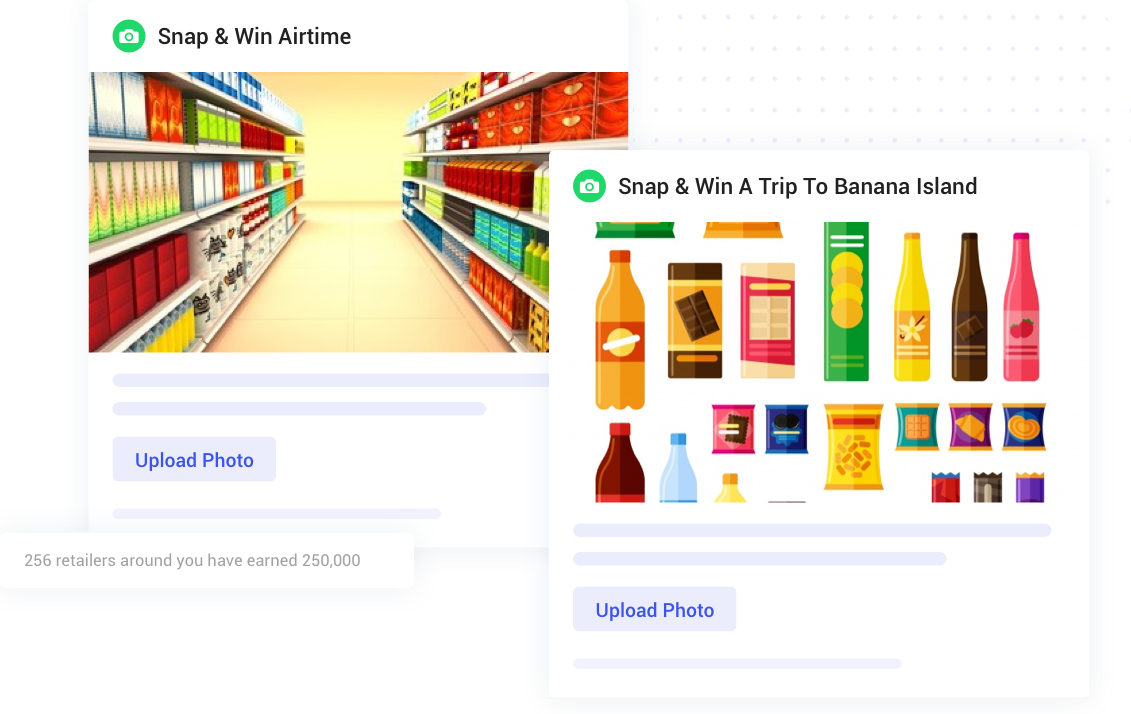 Snap & Win Airtime
Upload Photo
256 retailers around you have earned 250,000
Snap & Win A Trip To Banana Island
Upload Photo